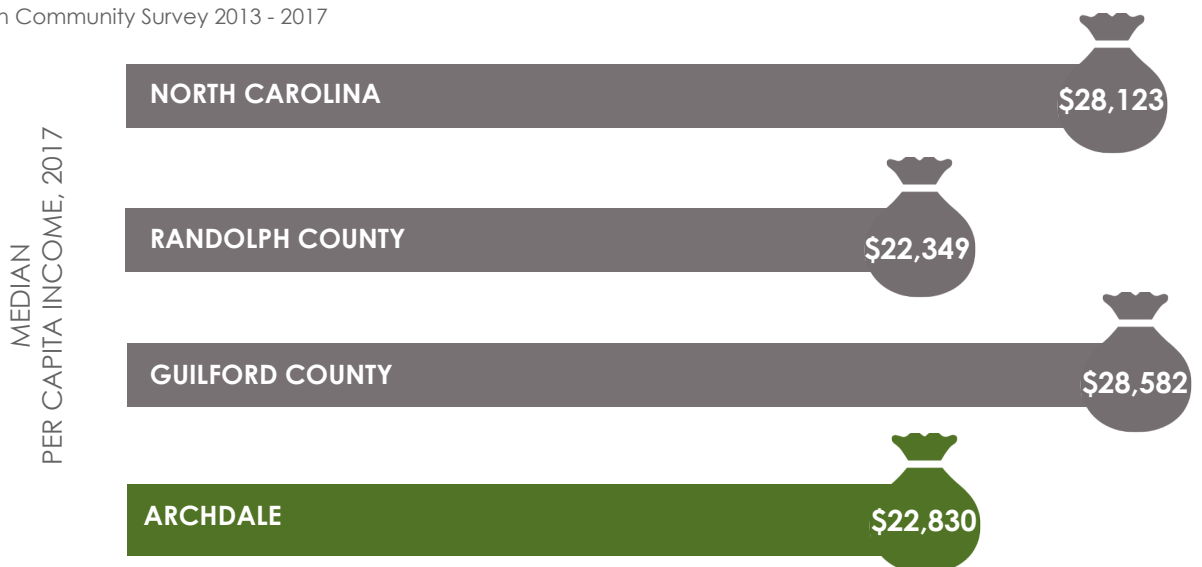 Community Survey 2013 - 2017
NORTH CAROLINA
$28,123
RANDOLPH COUNTY
$22,349
MEDIAN
PER CAPITA INCOME, 2017
GUILFORD COUNTY
$28,582
ARCHDALE
$22,830